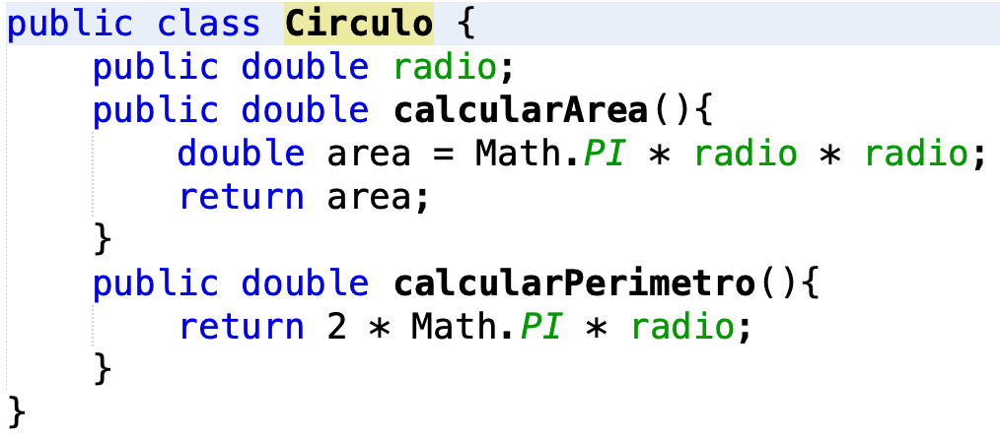 public class Circulo {
    public double radio;
    public double calcularArea(){
        double area = Math.PI * radio * radio;
        return area;
    }
    public double calcularPerimetro(){
        return 2 * Math.PI * radio;
    }
}